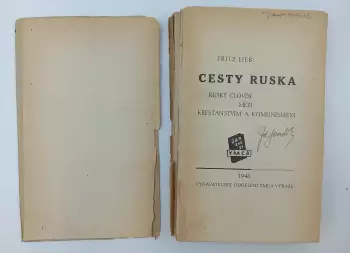 FRITZ LIEB
CESTY RUSKA
RUSKÝ ČLOVĚK
MEZI
KŘESŤANSTVÍM A KOMUNISMEM
YMCA
1946
VYDAVATELSKÉ ODDĚLENÍ YMCA V PRAZE